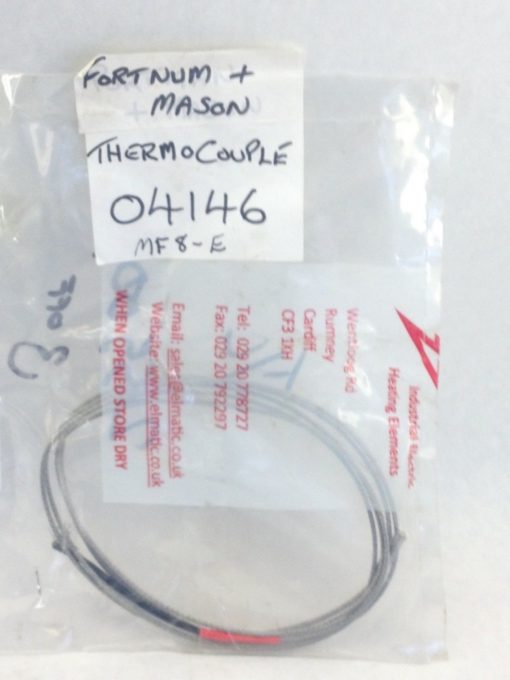 FORTNUM +
MASON
THERMOCOUPLE
04146
MF8-E
Industrial Electric
Heating Elements
Wentloog Rd
Rumney
Cardiff
CF3 1XH
Tel: 029 20 778727
Fax: 029 20 792297
Email: sales@elmatic.co.uk
Website: www.elmatic.co.uk
WHEN OPENED STORE DRY